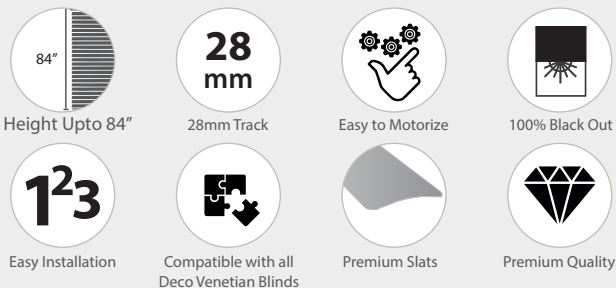 84”
28
mm
Height Upto 84”
28mm Track
Easy to Motorize
100% Black Out
123
Easy Installation
Compatible with all
Deco Venetian Blinds
Premium Slats
Premium Quality